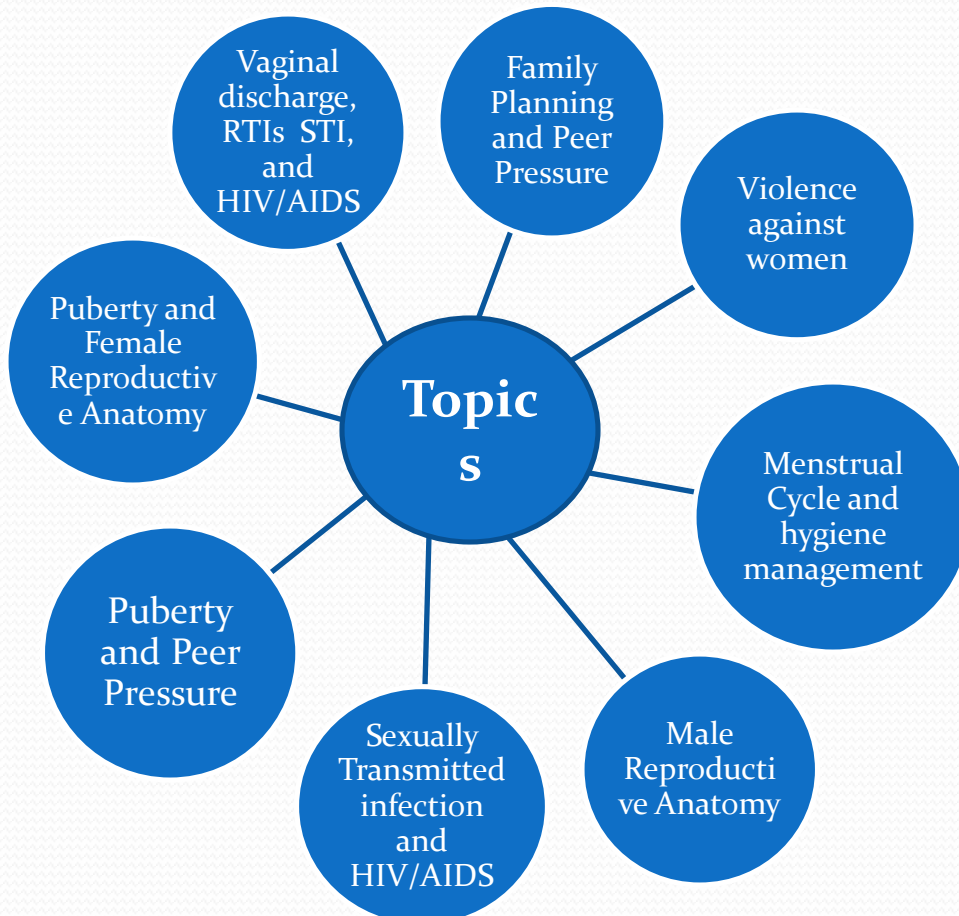 Vaginal
discharge,
RTIs STI,
and
HIV/AIDS
Family
Planning
and Peer
Pressure
Violence
against
women
Puberty and
Female
Reproductiv
e Anatomy
Topic
s
Menstrual
Cycle and
hygiene
management
Puberty
and Peer
Pressure
Sexually
Transmitted
infection
and
HIV/AIDS
Male
Reproducti
ve Anatomy